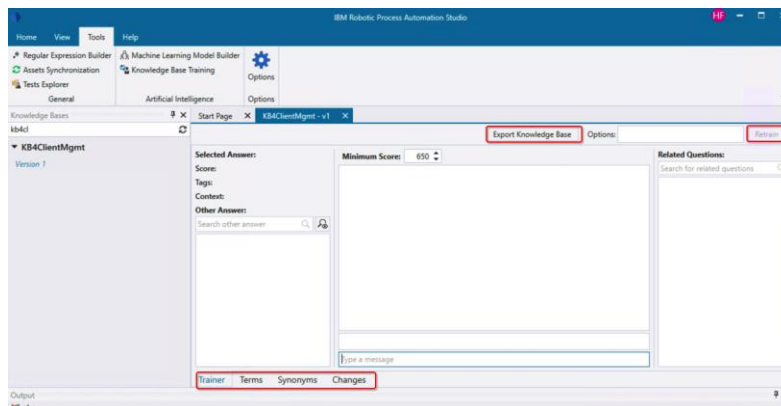 IBM Robotic Process Automation Studio
HF
Home View Tools Help
Regular Expression Builder
Assets Synchronization
Tests Explorer
General
Machine Learning Model Builder
Knowledge Base Training
Artificial Intelligence
Options
Options
Knowledge Bases
kb4cl
KB4ClientMgmt
Version 1
Start Page
KB4ClientMgmt - v1
Export Knowledge Base
Options:
Retrain
Selected Answer:
Score:
Tags:
Context:
Other Answer:
Search other answer
Minimum Score: 650
Type a message
Related Questions:
Search for related questions
Trainer Terms Synonyms Changes
Output